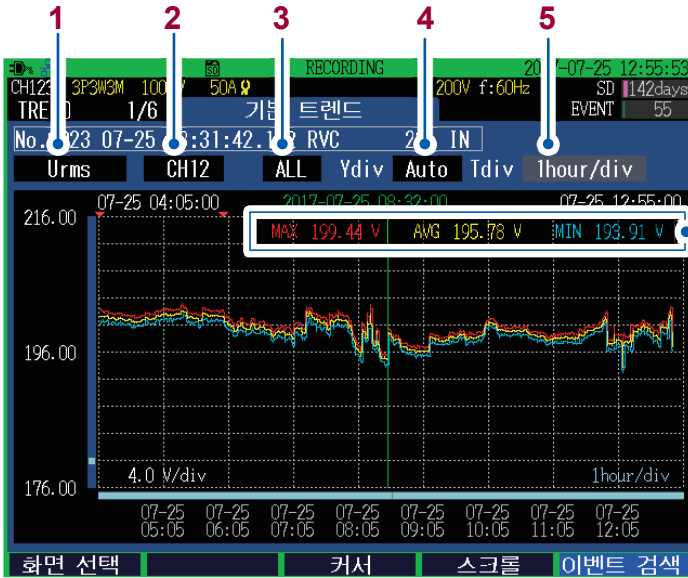 1 2 3 4 5
SD RECORDING 2017-07-25 12:55:53
CH123 3P3W3M 100 V 50A 200V f:60Hz SD 142days
TREND 1/6 기본 트렌드 EVENT 55
07-25 :31:42. RVC IN
Urms CH12 ALL Ydiv Auto Tdiv 1hour/div
07-25 04:05:00 2017-07-25 08:32:00 07-25 12:55:00
216.00
MAX 199.44 V AVG 195.78 V MIN 193.91 V
196.00
4.0 V/div 1hour/div
176.00
07-25 07-25 07-25 07-25 07-25 07-25 07-25 07-25
05:05 06:05 07:05 08:05 09:05 10:05 11:05 12:05
화면 선택 커서 스크롤 이벤트 검색